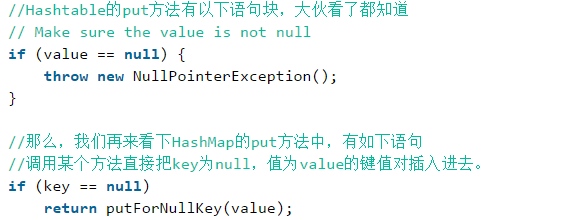 //Hashtable的put方法有以下语句块，大伙看了都知道
// Make sure the value is not null
if (value == null) {
    throw new NullPointerException();
}
//那么，我们再来看下HashMap的put方法中，有如下语句
//调用某个方法直接把key为null，值为value的键值对插入进去。
if (key == null)
    return putForNullKey(value);